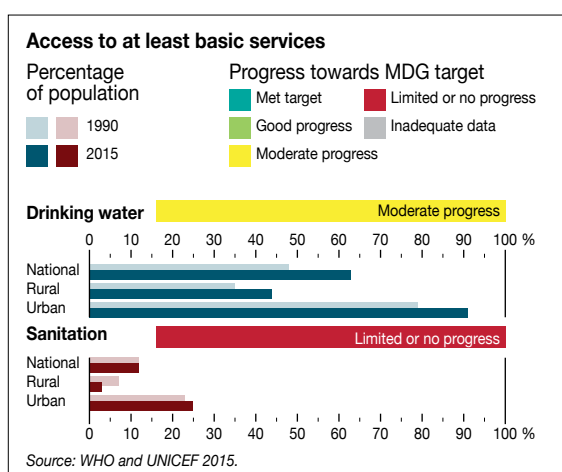 Access to at least basic services
Percentage
of population
1990
2015
Progress towards MDG target
Met target
Limited or no progress
Good progress
Inadequate data
Moderate progress
Drinking water
Moderate progress
0 10 20 30 40 50 60 70 80 90 100 %
National
Rural
Urban
Sanitation
Limited or no progress
National
Rural
Urban
0 10 20 30 40 50 60 70 80 90 100 %
Source: WHO and UNICEF 2015.